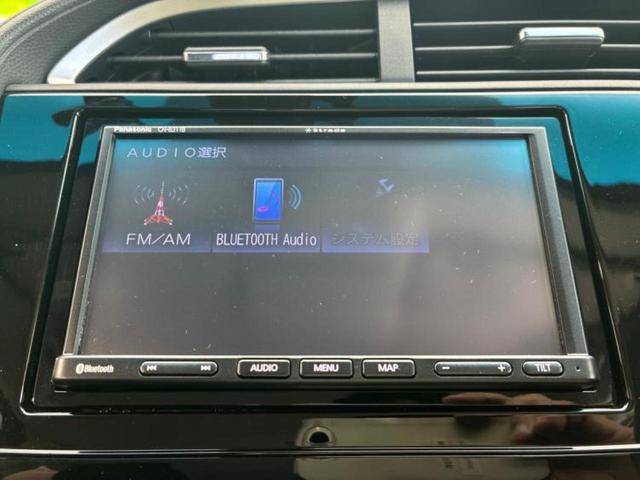 Panasonic
Strada
AUDIO選択
FM/AM
BLUETOOTH Audio
システム設定
Bluetooth
AUDIO
MENU
MAP
TILT